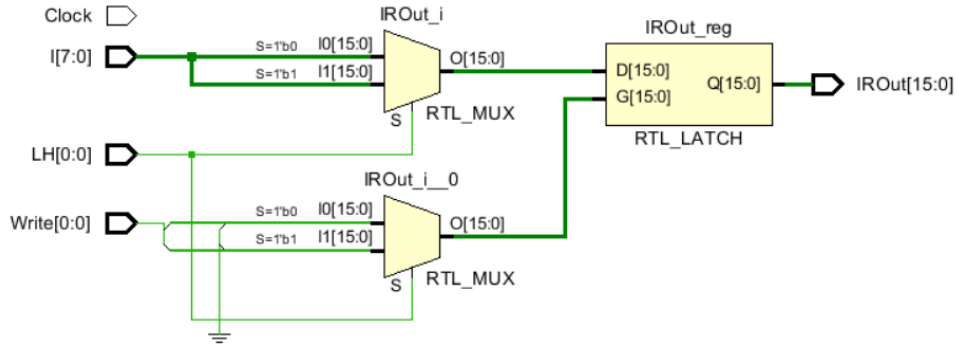 Clock
IROut_i
IROut_reg
I[7:0]
S=1'b0 I0[15:0]
S=1'b1 I1[15:0]
O[15:0]
S
RTL_MUX
D[15:0]
G[15:0]
Q[15:0]
IROut[15:0]
RTL_LATCH
LH[0:0]
IROut_i__0
Write[0:0]
S=1'b0 I0[15:0]
S=1'b1 I1[15:0]
O[15:0]
S
RTL_MUX